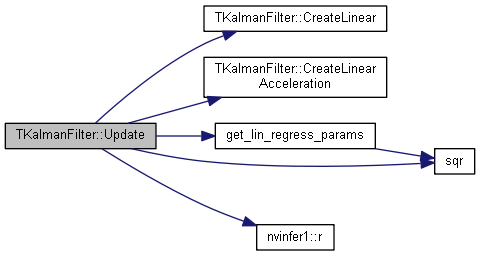 TKalmanFilter::CreateLinear
TKalmanFilter::CreateLinear
Acceleration
TKalmanFilter::Update
get_lin_regress_params
sqr
nvinfer1::r